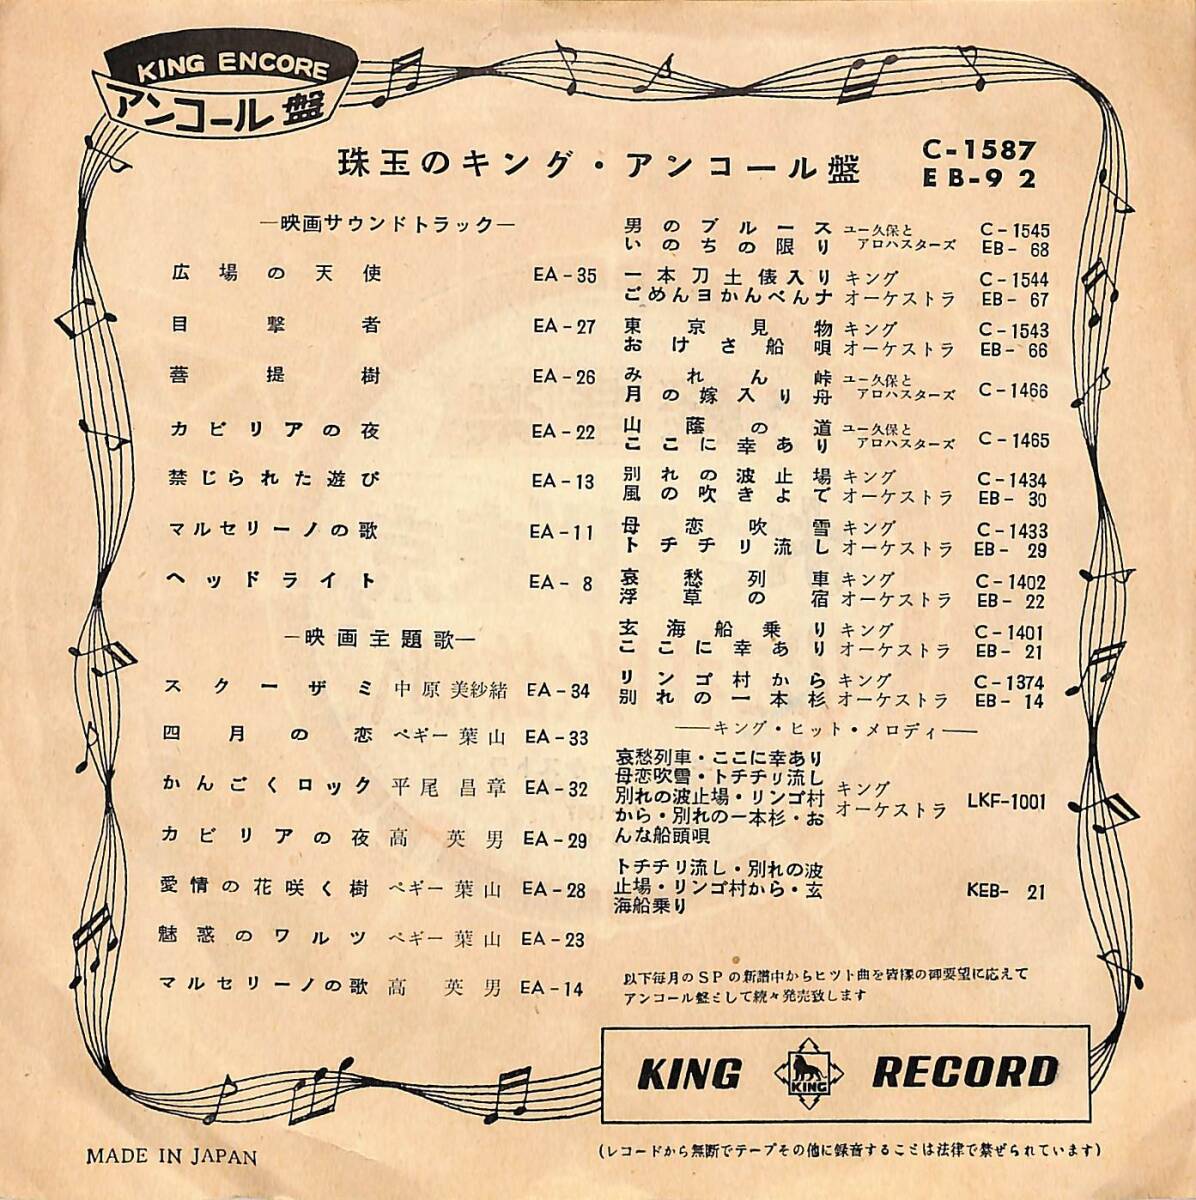 KING ENCORE
アンコール盤
珠玉のキング・アンコール盤
C-1587
EB-92
—映画サウンドトラック—
広場の天使 EA-35
目撃者 EA-27
菩提樹 EA-26
カビリアの夜 EA-22
禁じられた遊び EA-13
マルセリーノの歌 EA-11
ヘッドライト EA-8
—映画主題歌—
スクーザミ 中原美紗緒 EA-34
四月の恋 ペギー葉山 EA-33
かんごくロック 平尾昌章 EA-32
カビリアの夜 高英男 EA-29
愛情の花咲く樹 ペギー葉山 EA-28
魅惑のワルツ ペギー葉山 EA-23
マルセリーノの歌 高英男 EA-14
男のブルース ユー久保と C-1545
いのちの限り アロハスターズ EB-68
一本刀土俵入り キング C-1544
ごめんヨかんべんナ オーケストラ EB-67
東京見物 キング C-1543
おけさ船唄 オーケストラ EB-66
みれん峠 ユー久保と C-1466
月の嫁入り舟 アロハスターズ
山蔭の道 ユー久保と C-1465
ここに幸あり アロハスターズ
別れの波止場 キング C-1434
風の吹きよで オーケストラ EB-30
母恋吹雪 キング C-1433
トチチリ流し オーケストラ EB-29
哀愁列車 キング C-1402
浮草の宿 オーケストラ EB-22
玄海船乗り キング C-1401
ここに幸あり オーケストラ EB-21
リンゴ村から キング C-1374
別れの一本杉 オーケストラ EB-14
—キング・ヒット・メロディ—
哀愁列車・ここに幸あり
母恋吹雪・トチチリ流し
別れの波止場・リンゴ村 キング LKF-1001
から・別れの一本杉・お オーケストラ
んな船頭唄
トチチリ流し・別れの波
止場・リンゴ村から・玄 KEB-21
海船乗り
以下毎月のSPの新譜中からヒット曲を皆様の御要望に応えて
アンコール盤として続々発売致します
KING KING RECORD
MADE IN JAPAN
(レコードから無断でテープその他に録音することは法律で禁ぜられています)